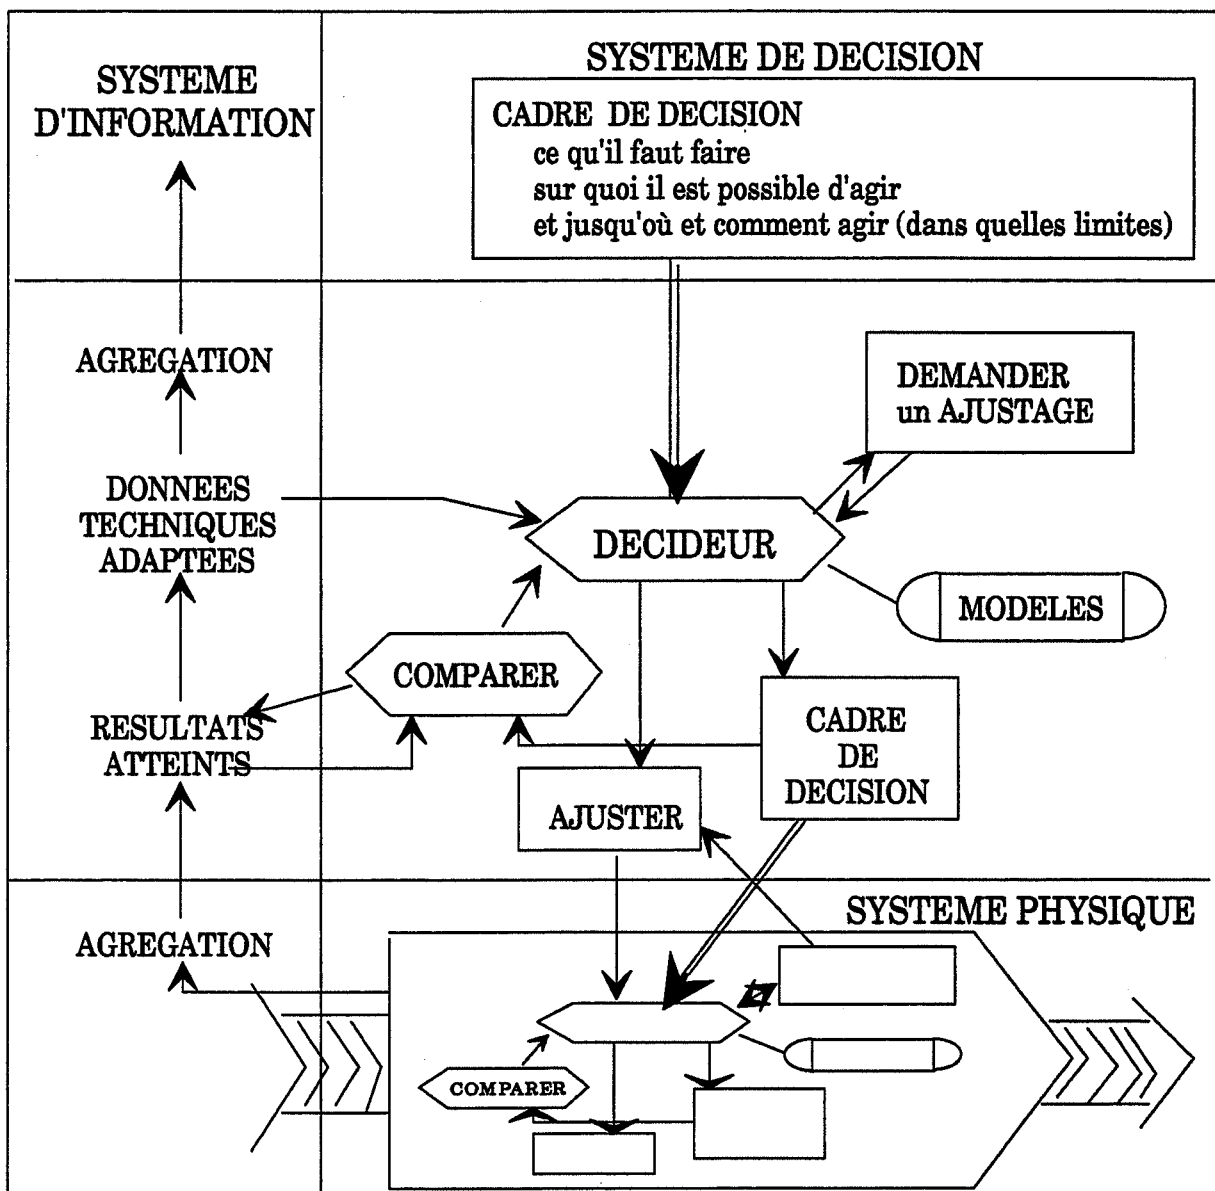 SYSTEME
D'INFORMATION
SYSTEME DE DECISION
CADRE DE DECISION
ce qu'il faut faire
sur quoi il est possible d'agir
et jusqu'où et comment agir (dans quelles limites)
AGREGATION
DEMANDER
un AJUSTAGE
DONNEES
TECHNIQUES
ADAPTEES
DECIDEUR
MODELES
COMPARER
RESULTATS
ATTEINTS
CADRE
DE
DECISION
AJUSTER
SYSTEME PHYSIQUE
AGREGATION
COMPARER